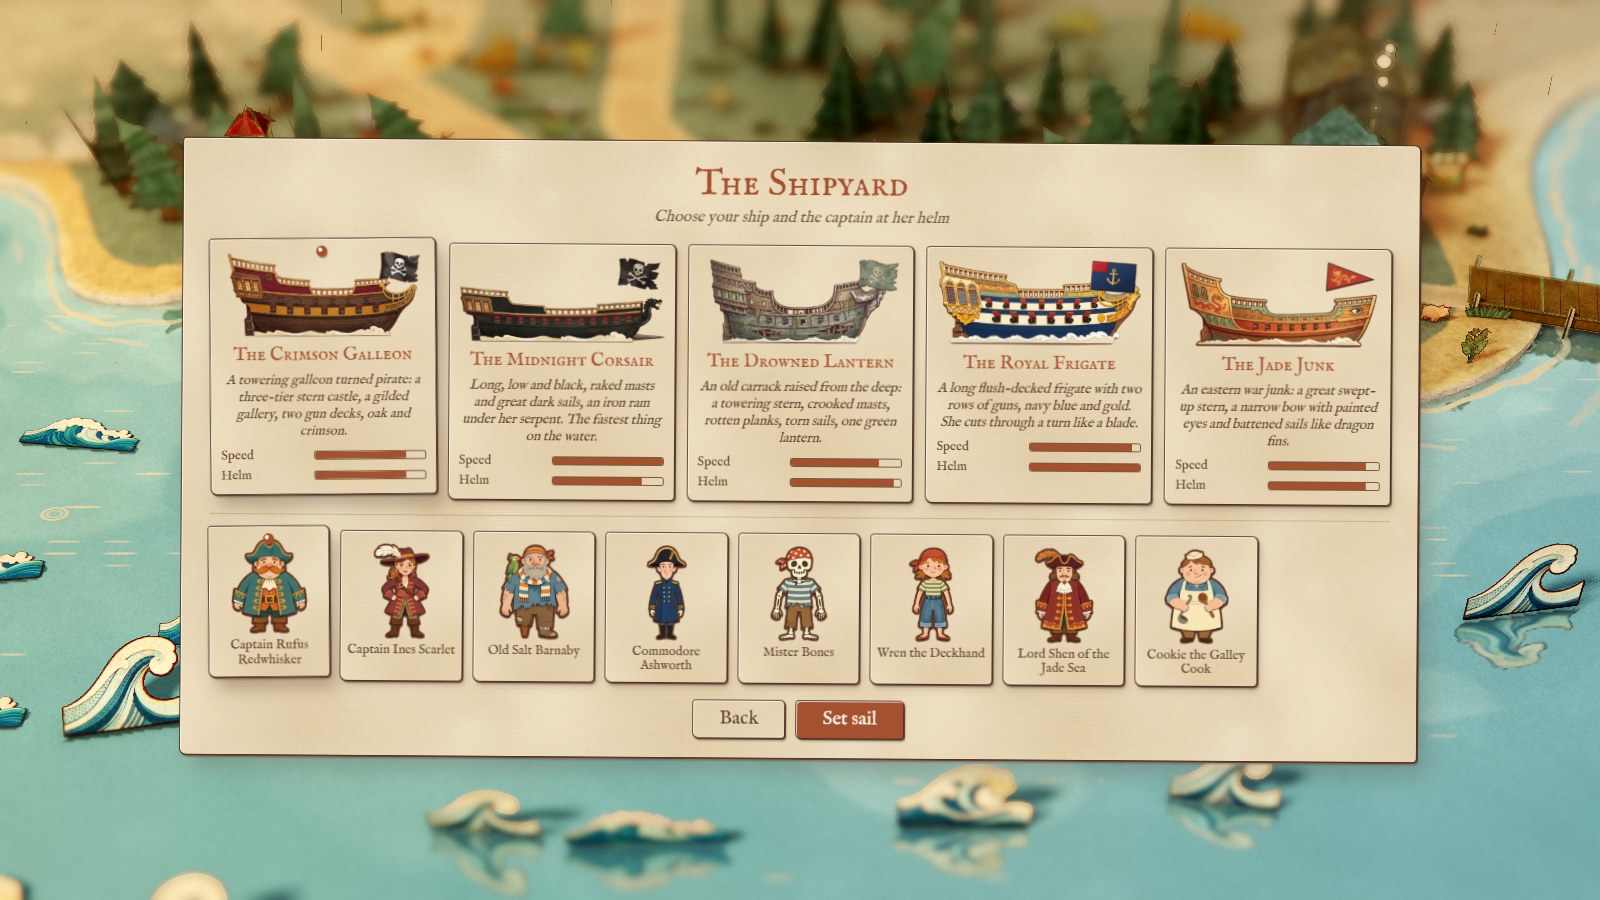 The Shipyard
Choose your ship and the captain at her helm
The Crimson Galleon
A towering galleon turned pirate: a
three-tier stern castle, a gilded
gallery, two gun decks, oak and
crimson.
Speed
Helm
The Midnight Corsair
Long, low and black, raked masts
and great dark sails, an iron ram
under her serpent. The fastest thing
on the water.
Speed
Helm
The Drowned Lantern
An old carrack raised from the deep:
a towering stern, crooked masts,
rotten planks, torn sails, one green
lantern.
Speed
Helm
The Royal Frigate
A long flush-decked frigate with two
rows of guns, navy blue and gold.
She cuts through a turn like a blade.
Speed
Helm
The Jade Junk
An eastern war junk: a great swept-
up stern, a narrow bow with painted
eyes and battened sails like dragon
fins.
Speed
Helm
Captain Rufus
Redwhisker
Captain Ines Scarlet
Old Salt Barnaby
Commodore
Ashworth
Mister Bones
Wren the Deckhand
Lord Shen of the
Jade Sea
Cookie the Galley
Cook
Back
Set sail